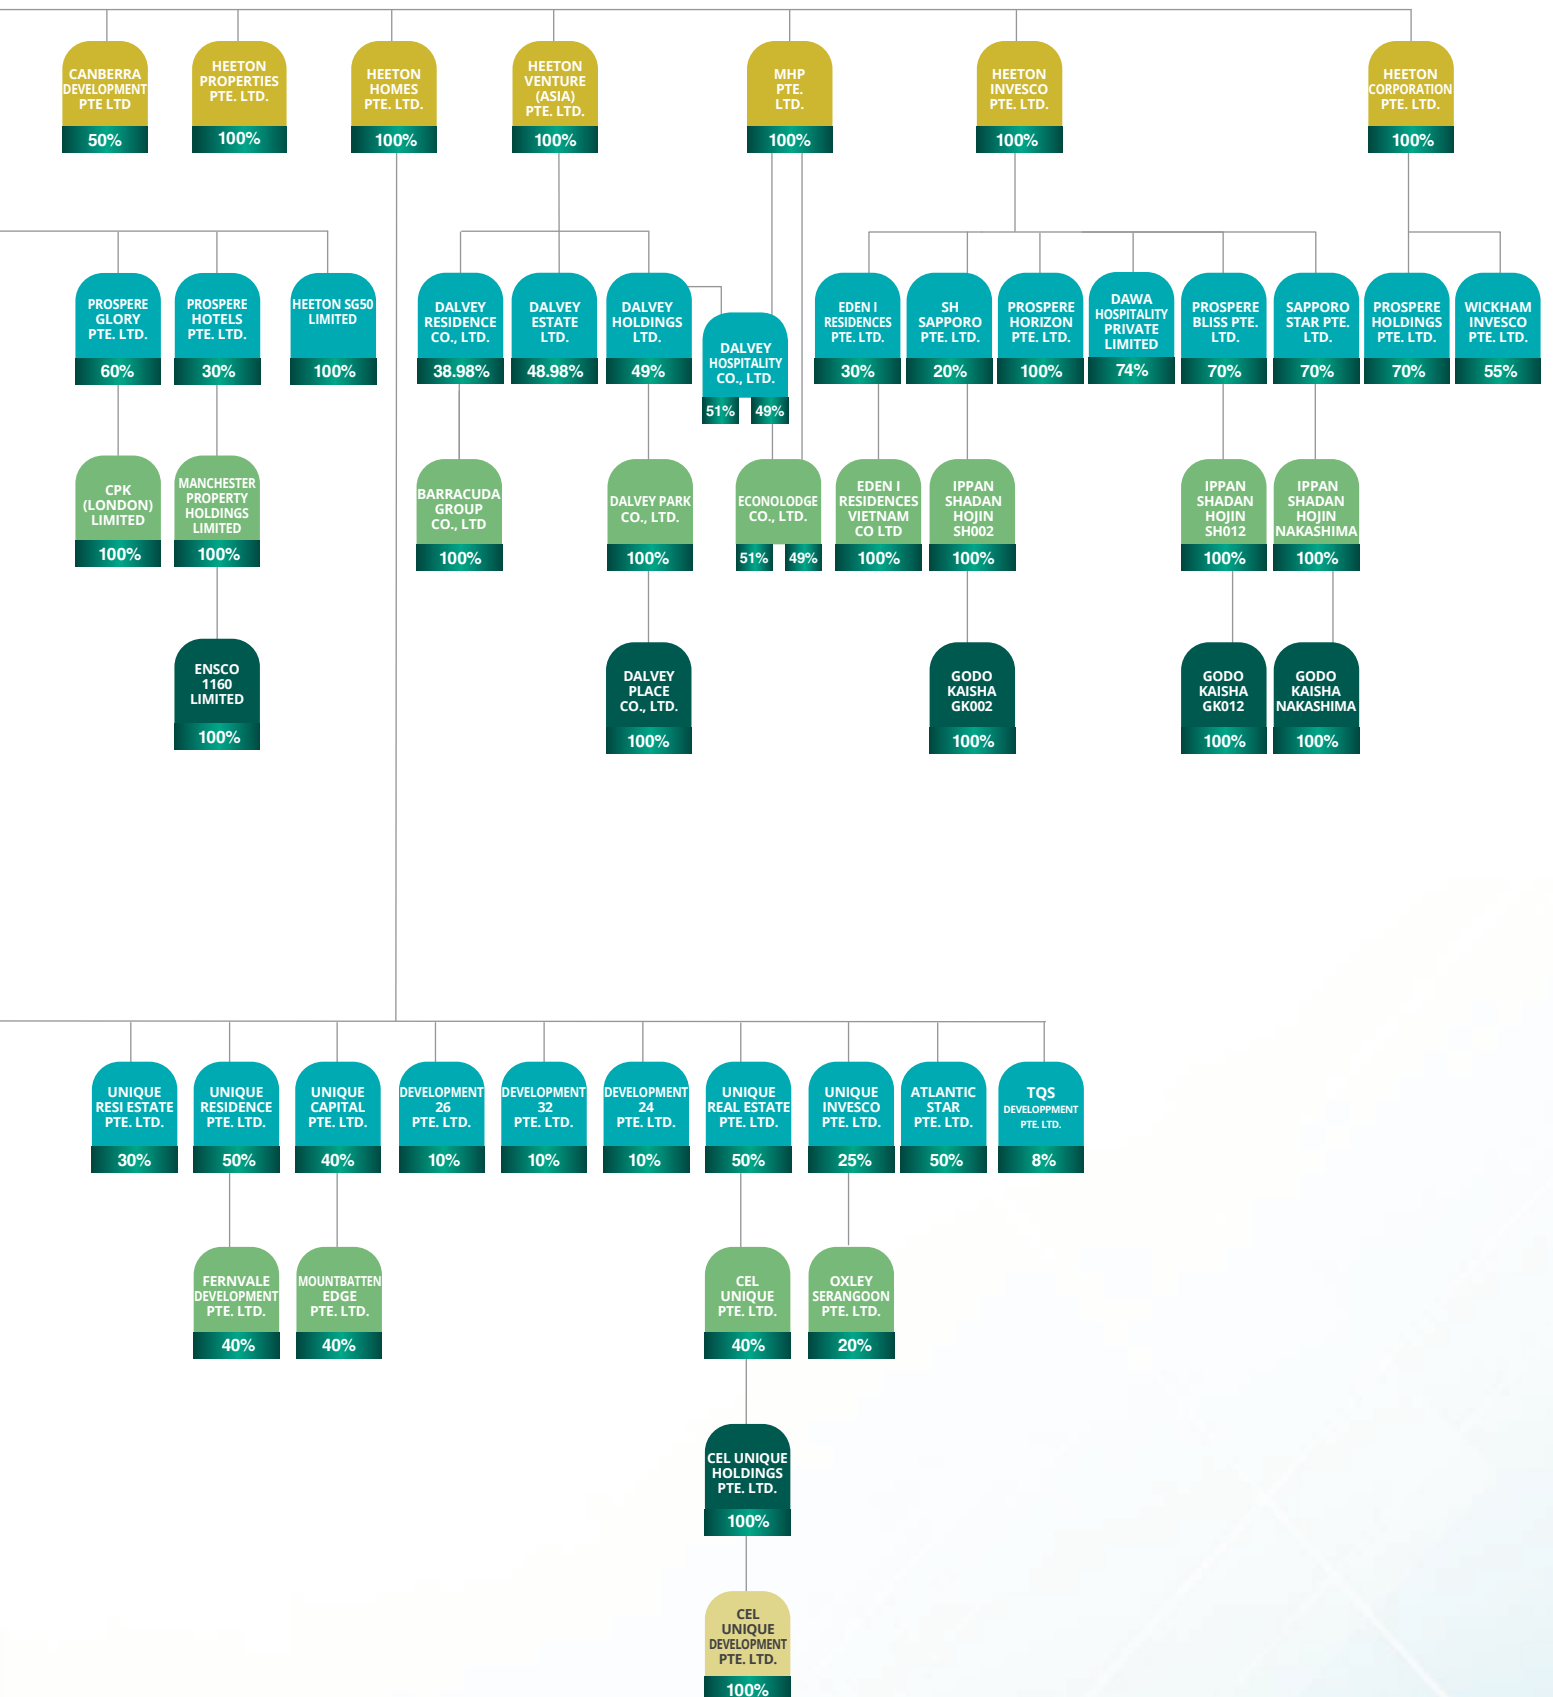 CANBERRA
DEVELOPMENT
PTE LTD
50%
HEETON
PROPERTIES
PTE. LTD.
100%
HEETON
HOMES
PTE. LTD.
100%
HEETON
VENTURE
(ASIA)
PTE. LTD.
100%
MHP
PTE.
LTD.
100%
HEETON
INVESCO
PTE. LTD.
100%
HEETON
CORPORATION
PTE. LTD.
100%
PROSPERE
GLORY
PTE. LTD.
60%
PROSPERE
HOTELS
PTE. LTD.
30%
HEETON SG50
LIMITED
100%
DALVEY
RESIDENCE
CO., LTD.
38.98%
DALVEY
ESTATE
LTD.
48.98%
DALVEY
HOLDINGS
LTD.
49%
DALVEY
HOSPITALITY
CO., LTD.
51%
49%
EDEN I
RESIDENCES
PTE. LTD.
30%
SH
SAPPORO
PTE. LTD.
20%
PROSPERE
HORIZON
PTE. LTD.
100%
DAWA
HOSPITALITY
PRIVATE
LIMITED
74%
PROSPERE
BLISS PTE.
LTD.
70%
SAPPORO
STAR PTE.
LTD.
70%
PROSPERE
HOLDINGS
PTE. LTD.
70%
WICKHAM
INVESCO
PTE. LTD.
55%
CPK
(LONDON)
LIMITED
100%
MANCHESTER
PROPERTY
HOLDINGS
LIMITED
100%
BARRACUDA
GROUP
CO., LTD
100%
DALVEY PARK
CO., LTD.
100%
ECONOLODGE
CO., LTD.
51%
49%
EDEN I
RESIDENCES
VIETNAM
CO LTD
100%
IPPAN
SHADAN
HOJIN
SH002
100%
IPPAN
SHADAN
HOJIN
SH012
100%
IPPAN
SHADAN
HOJIN
NAKASHIMA
100%
ENSCO
1160
LIMITED
100%
DALVEY
PLACE
CO., LTD.
100%
GODO
KAISHA
GK002
100%
GODO
KAISHA
GK012
100%
GODO
KAISHA
NAKASHIMA
100%
UNIQUE
RESI ESTATE
PTE. LTD.
30%
UNIQUE
RESIDENCE
PTE. LTD.
50%
UNIQUE
CAPITAL
PTE. LTD.
40%
DEVELOPMENT
26
PTE. LTD.
10%
DEVELOPMENT
32
PTE. LTD.
10%
DEVELOPMENT
24
PTE. LTD.
10%
UNIQUE
REAL ESTATE
PTE. LTD.
50%
UNIQUE
INVESCO
PTE. LTD.
25%
ATLANTIC
STAR
PTE. LTD.
50%
TQS
DEVELOPPMENT
PTE. LTD.
8%
FERNVALE
DEVELOPMENT
PTE. LTD.
40%
MOUNTBATTEN
EDGE
PTE. LTD.
40%
CEL
UNIQUE
PTE. LTD.
40%
OXLEY
SERANGOON
PTE. LTD.
20%
CEL UNIQUE
HOLDINGS
PTE. LTD.
100%
CEL
UNIQUE
DEVELOPMENT
PTE. LTD.
100%